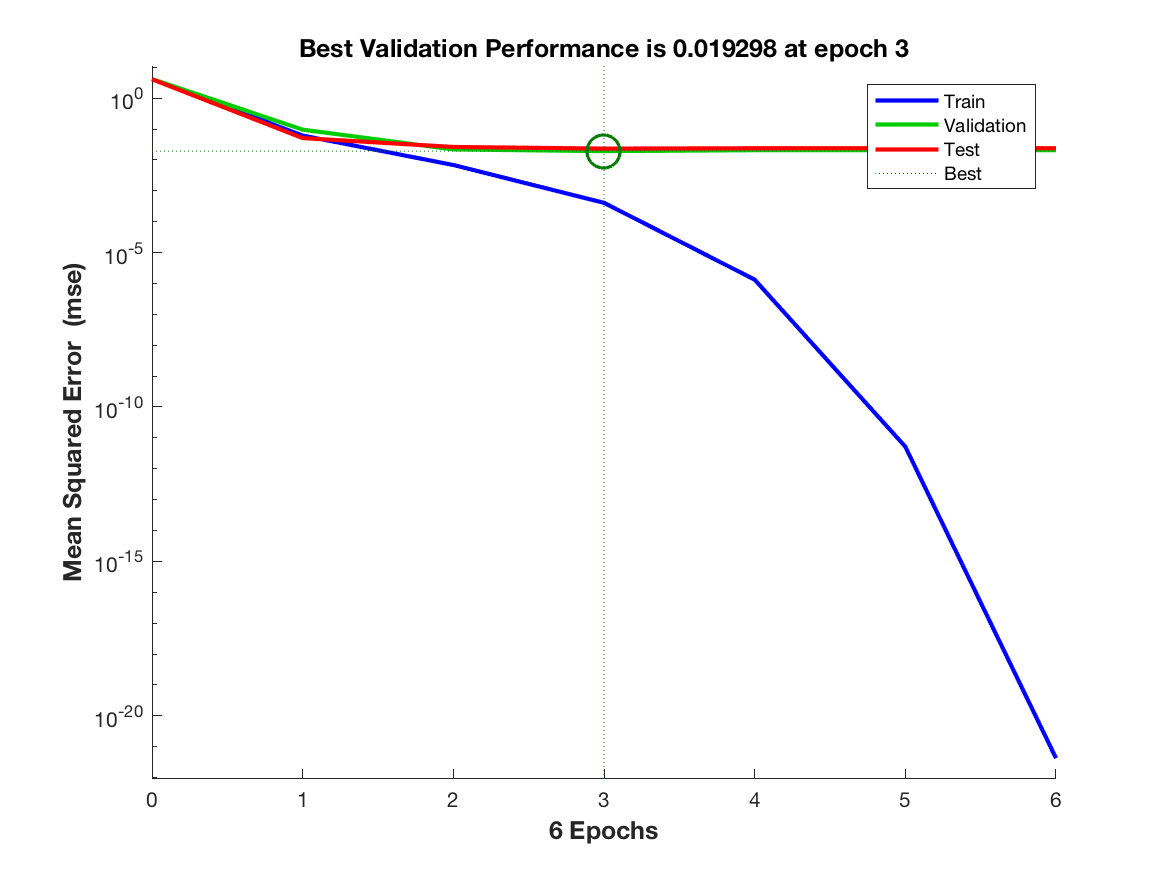 Best Validation Performance is 0.019298 at epoch 3
Train
Validation
Test
Best
Mean Squared Error  (mse)
10^0
10^-5
10^-10
10^-15
10^-20
0 1 2 3 4 5 6
6 Epochs